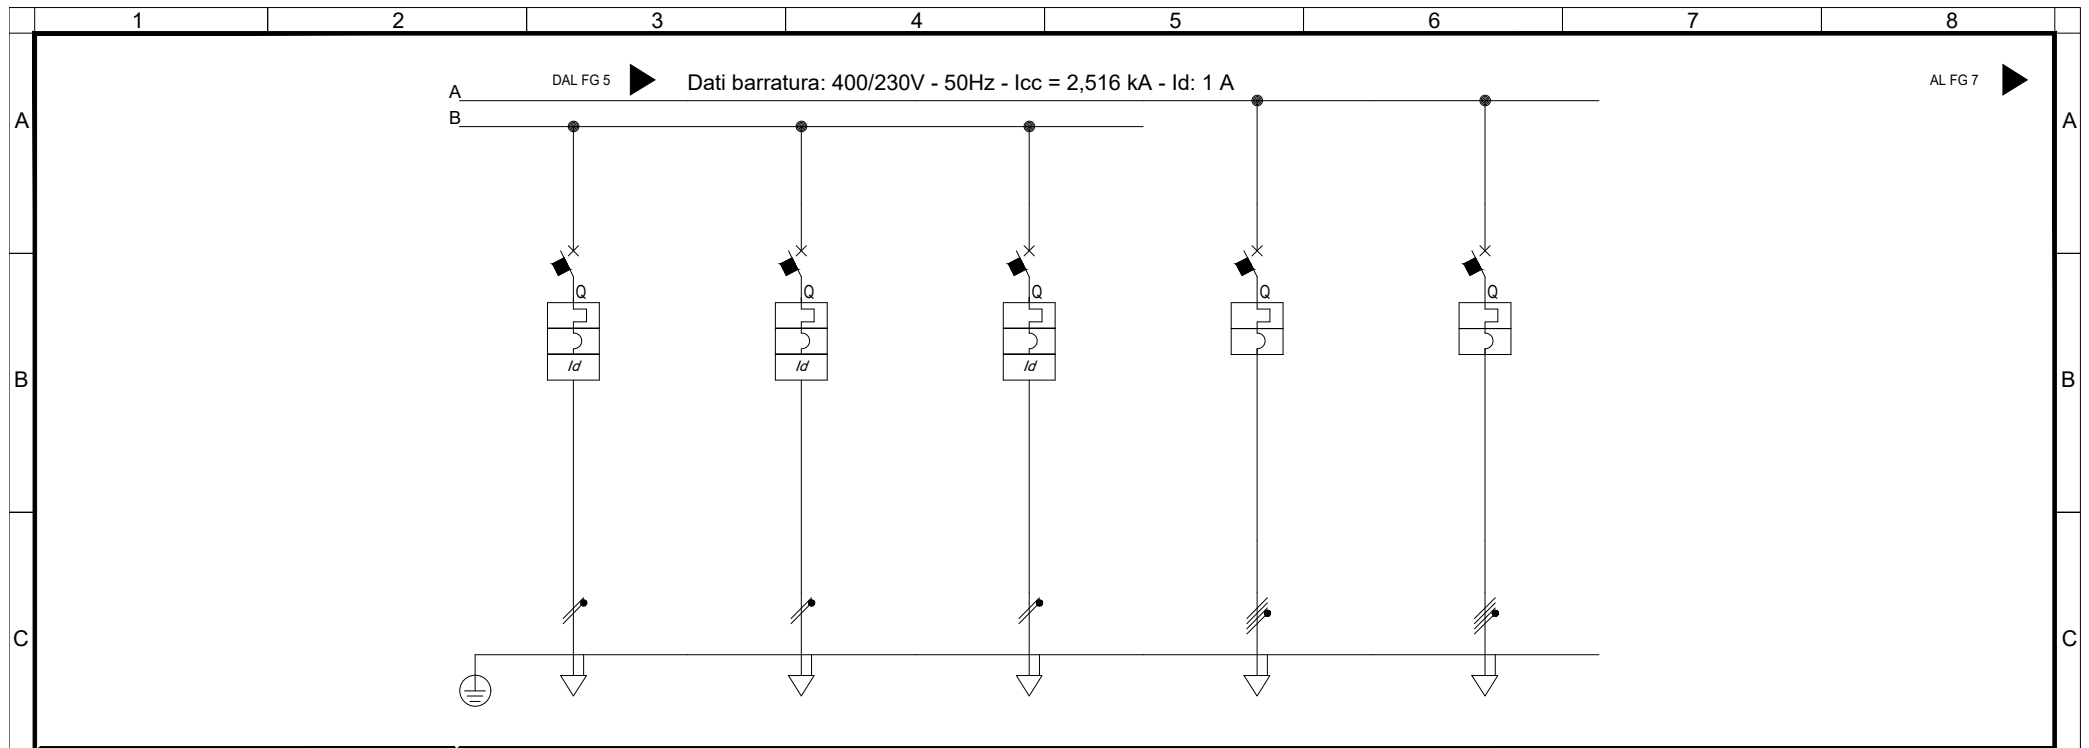 1 2 3 4 5 6 7 8
DAL FG 5 Dati barratura: 400/230V - 50Hz - Icc = 2,516 kA - Id: 1 A AL FG 7
A
B
A A
Q Q Q Q Q
Id Id Id
B B
C C